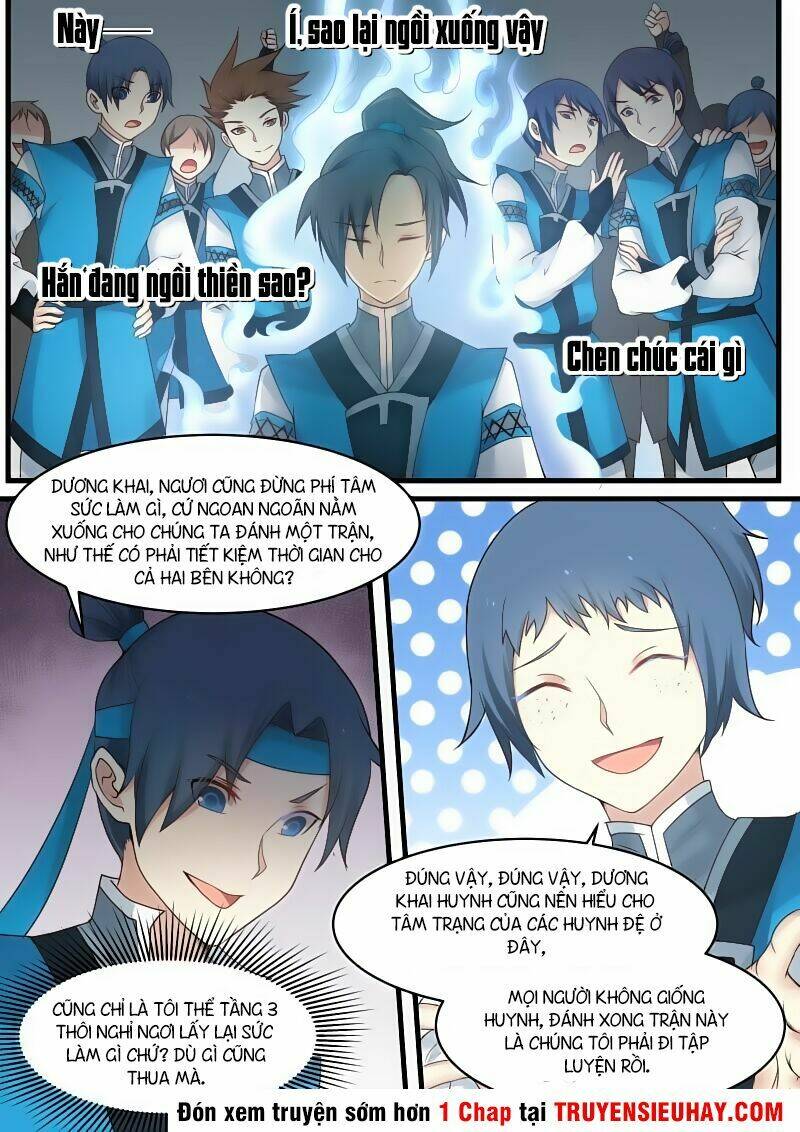 Này—
Í, sao lại ngồi xuống vậy
Hắn đang ngồi thiền sao?
Chen chúc cái gì
DƯƠNG KHAI, NGƯƠI CŨNG ĐỪNG PHÍ TÂM
SỨC LÀM GÌ, CỨ NGOAN NGOÃN NẰM
XUỐNG CHO CHÚNG TA ĐÁNH MỘT TRẬN,
NHƯ THẾ CÓ PHẢI TIẾT KIỆM THỜI GIAN CHO
CẢ HAI BÊN KHÔNG?
ĐÚNG VẬY, ĐÚNG VẬY, DƯƠNG
KHAI HUYNH CŨNG NÊN HIỂU CHO
TÂM TRẠNG CỦA CÁC HUYNH ĐỆ Ở
ĐÂY,
MỌI NGƯỜI KHÔNG GIỐNG
HUYNH, ĐÁNH XONG TRẬN NÀY
LÀ CHÚNG TÔI PHẢI ĐI TẬP
LUYỆN RỒI.
CŨNG CHỈ LÀ TÔI THỂ TẦNG 3
THÔI NGHỈ NGƠI LẤY LẠI SỨC
LÀM GÌ CHỨ? DÙ GÌ CŨNG
THUA MÀ.
Đón xem truyện sớm hơn 1 Chap tại TRUYENSIEUHAY.COM